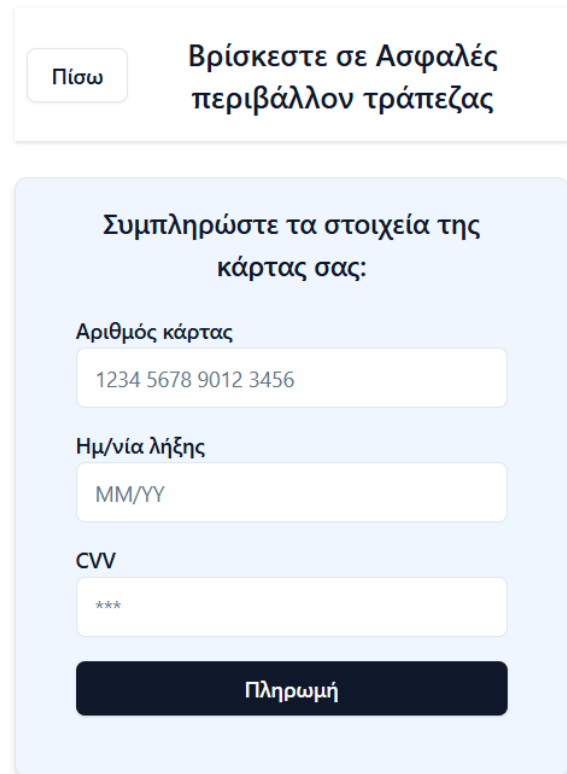 Πίσω
Βρίσκεστε σε Ασφαλές
περιβάλλον τράπεζας
Συμπληρώστε τα στοιχεία της
κάρτας σας:
Αριθμός κάρτας
1234 5678 9012 3456
Ημ/νία λήξης
MM/YY
CVV
***
Πληρωμή